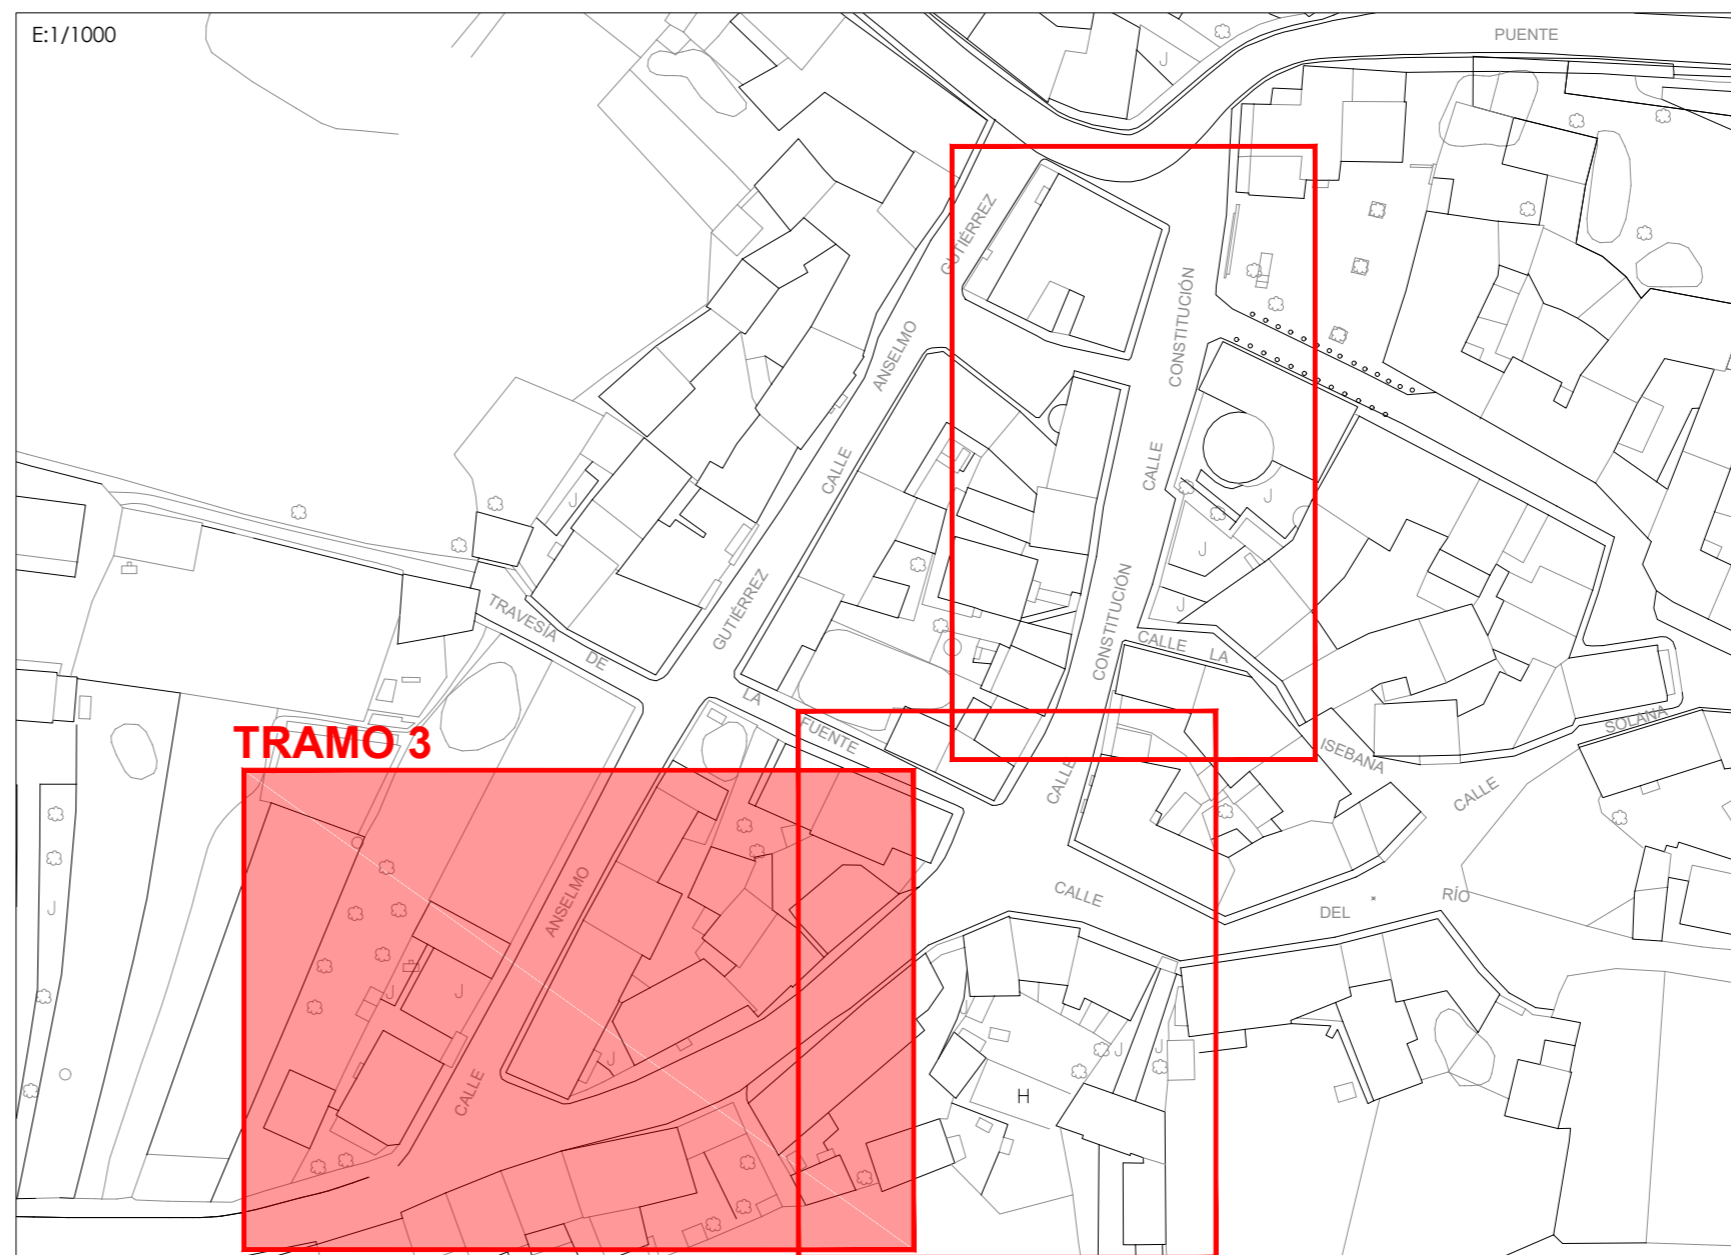 E:1/1000
PUENTE
J
GUTIÉRREZ
CONSTITUCIÓN
ANSELMO
CALLE
CALLE
J
J
J
J
GUTIÉRREZ
CONSTITUCIÓN
TRAVESÍA
DE
CALLE LA
LA
FUENTE
SOLANA
ISEBANA
TRAMO 3
CALLE
CALLE
CALLE
RÍO
DEL
ANSELMO
J
J
J
J
J
J
J
H
CALLE